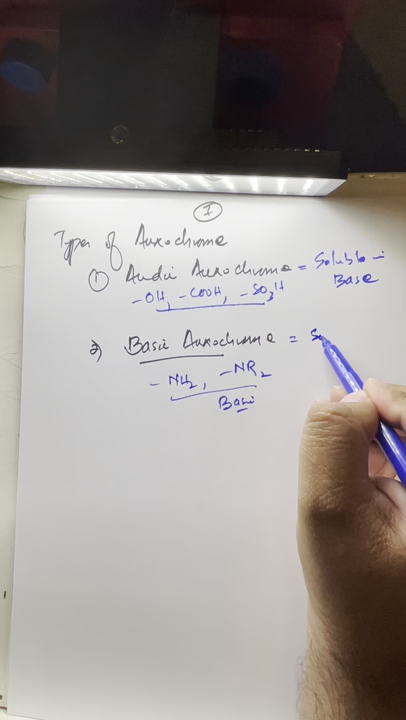 1
Types of Auxochrome
① Acidic Auxochrome = Soluble in Base
-OH, -COOH, -SO₃H
2) Basic Auxochrome = So
-NH₂, -NR₂
Basic